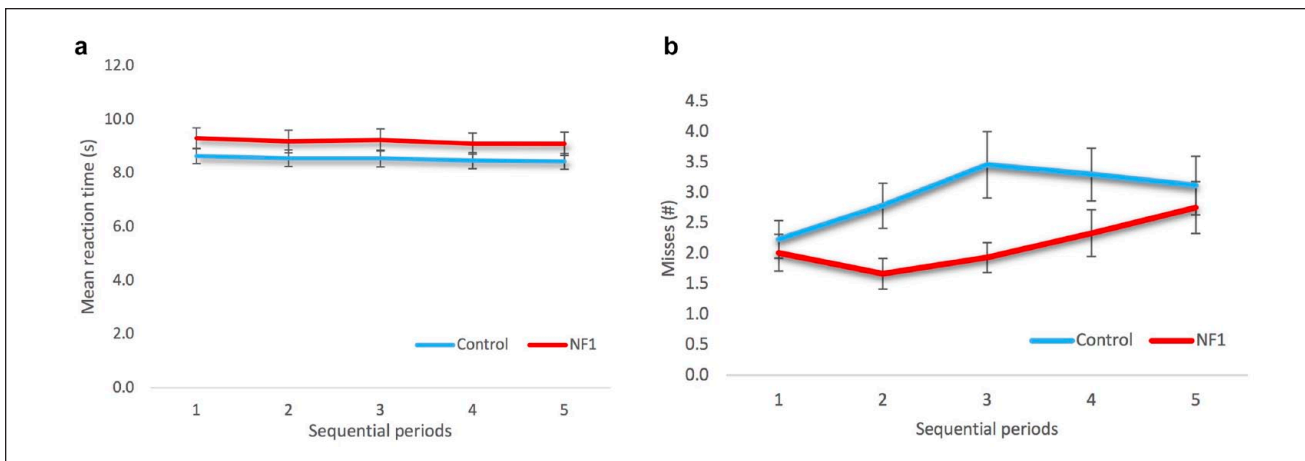 a
Mean reaction time (s)
12.0
10.0
8.0
6.0
4.0
2.0
0.0
Control
NF1
1 2 3 4 5
Sequential periods
b
Misses (#)
4.5
4.0
3.5
3.0
2.5
2.0
1.5
1.0
0.5
0.0
Control
NF1
1 2 3 4 5
Sequential periods